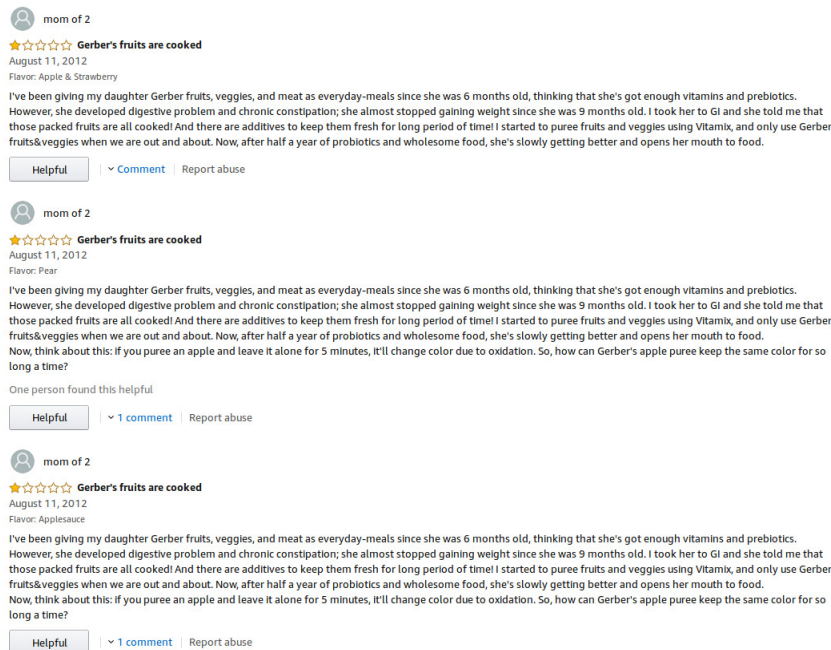 mom of 2
Gerber's fruits are cooked
August 11, 2012
Flavor: Apple & Strawberry
I've been giving my daughter Gerber fruits, veggies, and meat as everyday-meals since she was 6 months old, thinking that she's got enough vitamins and prebiotics.
However, she developed digestive problem and chronic constipation; she almost stopped gaining weight since she was 9 months old. I took her to GI and she told me that
those packed fruits are all cooked! And there are additives to keep them fresh for long period of time! I started to puree fruits and veggies using Vitamix, and only use Gerber
fruits&veggies when we are out and about. Now, after half a year of probiotics and wholesome food, she's slowly getting better and opens her mouth to food.
Helpful Comment Report abuse
mom of 2
Gerber's fruits are cooked
August 11, 2012
Flavor: Pear
I've been giving my daughter Gerber fruits, veggies, and meat as everyday-meals since she was 6 months old, thinking that she's got enough vitamins and prebiotics.
However, she developed digestive problem and chronic constipation; she almost stopped gaining weight since she was 9 months old. I took her to GI and she told me that
those packed fruits are all cooked! And there are additives to keep them fresh for long period of time! I started to puree fruits and veggies using Vitamix, and only use Gerber
fruits&veggies when we are out and about. Now, after half a year of probiotics and wholesome food, she's slowly getting better and opens her mouth to food.
Now, think about this: if you puree an apple and leave it alone for 5 minutes, it'll change color due to oxidation. So, how can Gerber's apple puree keep the same color for so
long a time?
One person found this helpful
Helpful 1 comment Report abuse
mom of 2
Gerber's fruits are cooked
August 11, 2012
Flavor: Applesauce
I've been giving my daughter Gerber fruits, veggies, and meat as everyday-meals since she was 6 months old, thinking that she's got enough vitamins and prebiotics.
However, she developed digestive problem and chronic constipation; she almost stopped gaining weight since she was 9 months old. I took her to GI and she told me that
those packed fruits are all cooked! And there are additives to keep them fresh for long period of time! I started to puree fruits and veggies using Vitamix, and only use Gerber
fruits&veggies when we are out and about. Now, after half a year of probiotics and wholesome food, she's slowly getting better and opens her mouth to food.
Now, think about this: if you puree an apple and leave it alone for 5 minutes, it'll change color due to oxidation. So, how can Gerber's apple puree keep the same color for so
long a time?
Helpful 1 comment Report abuse